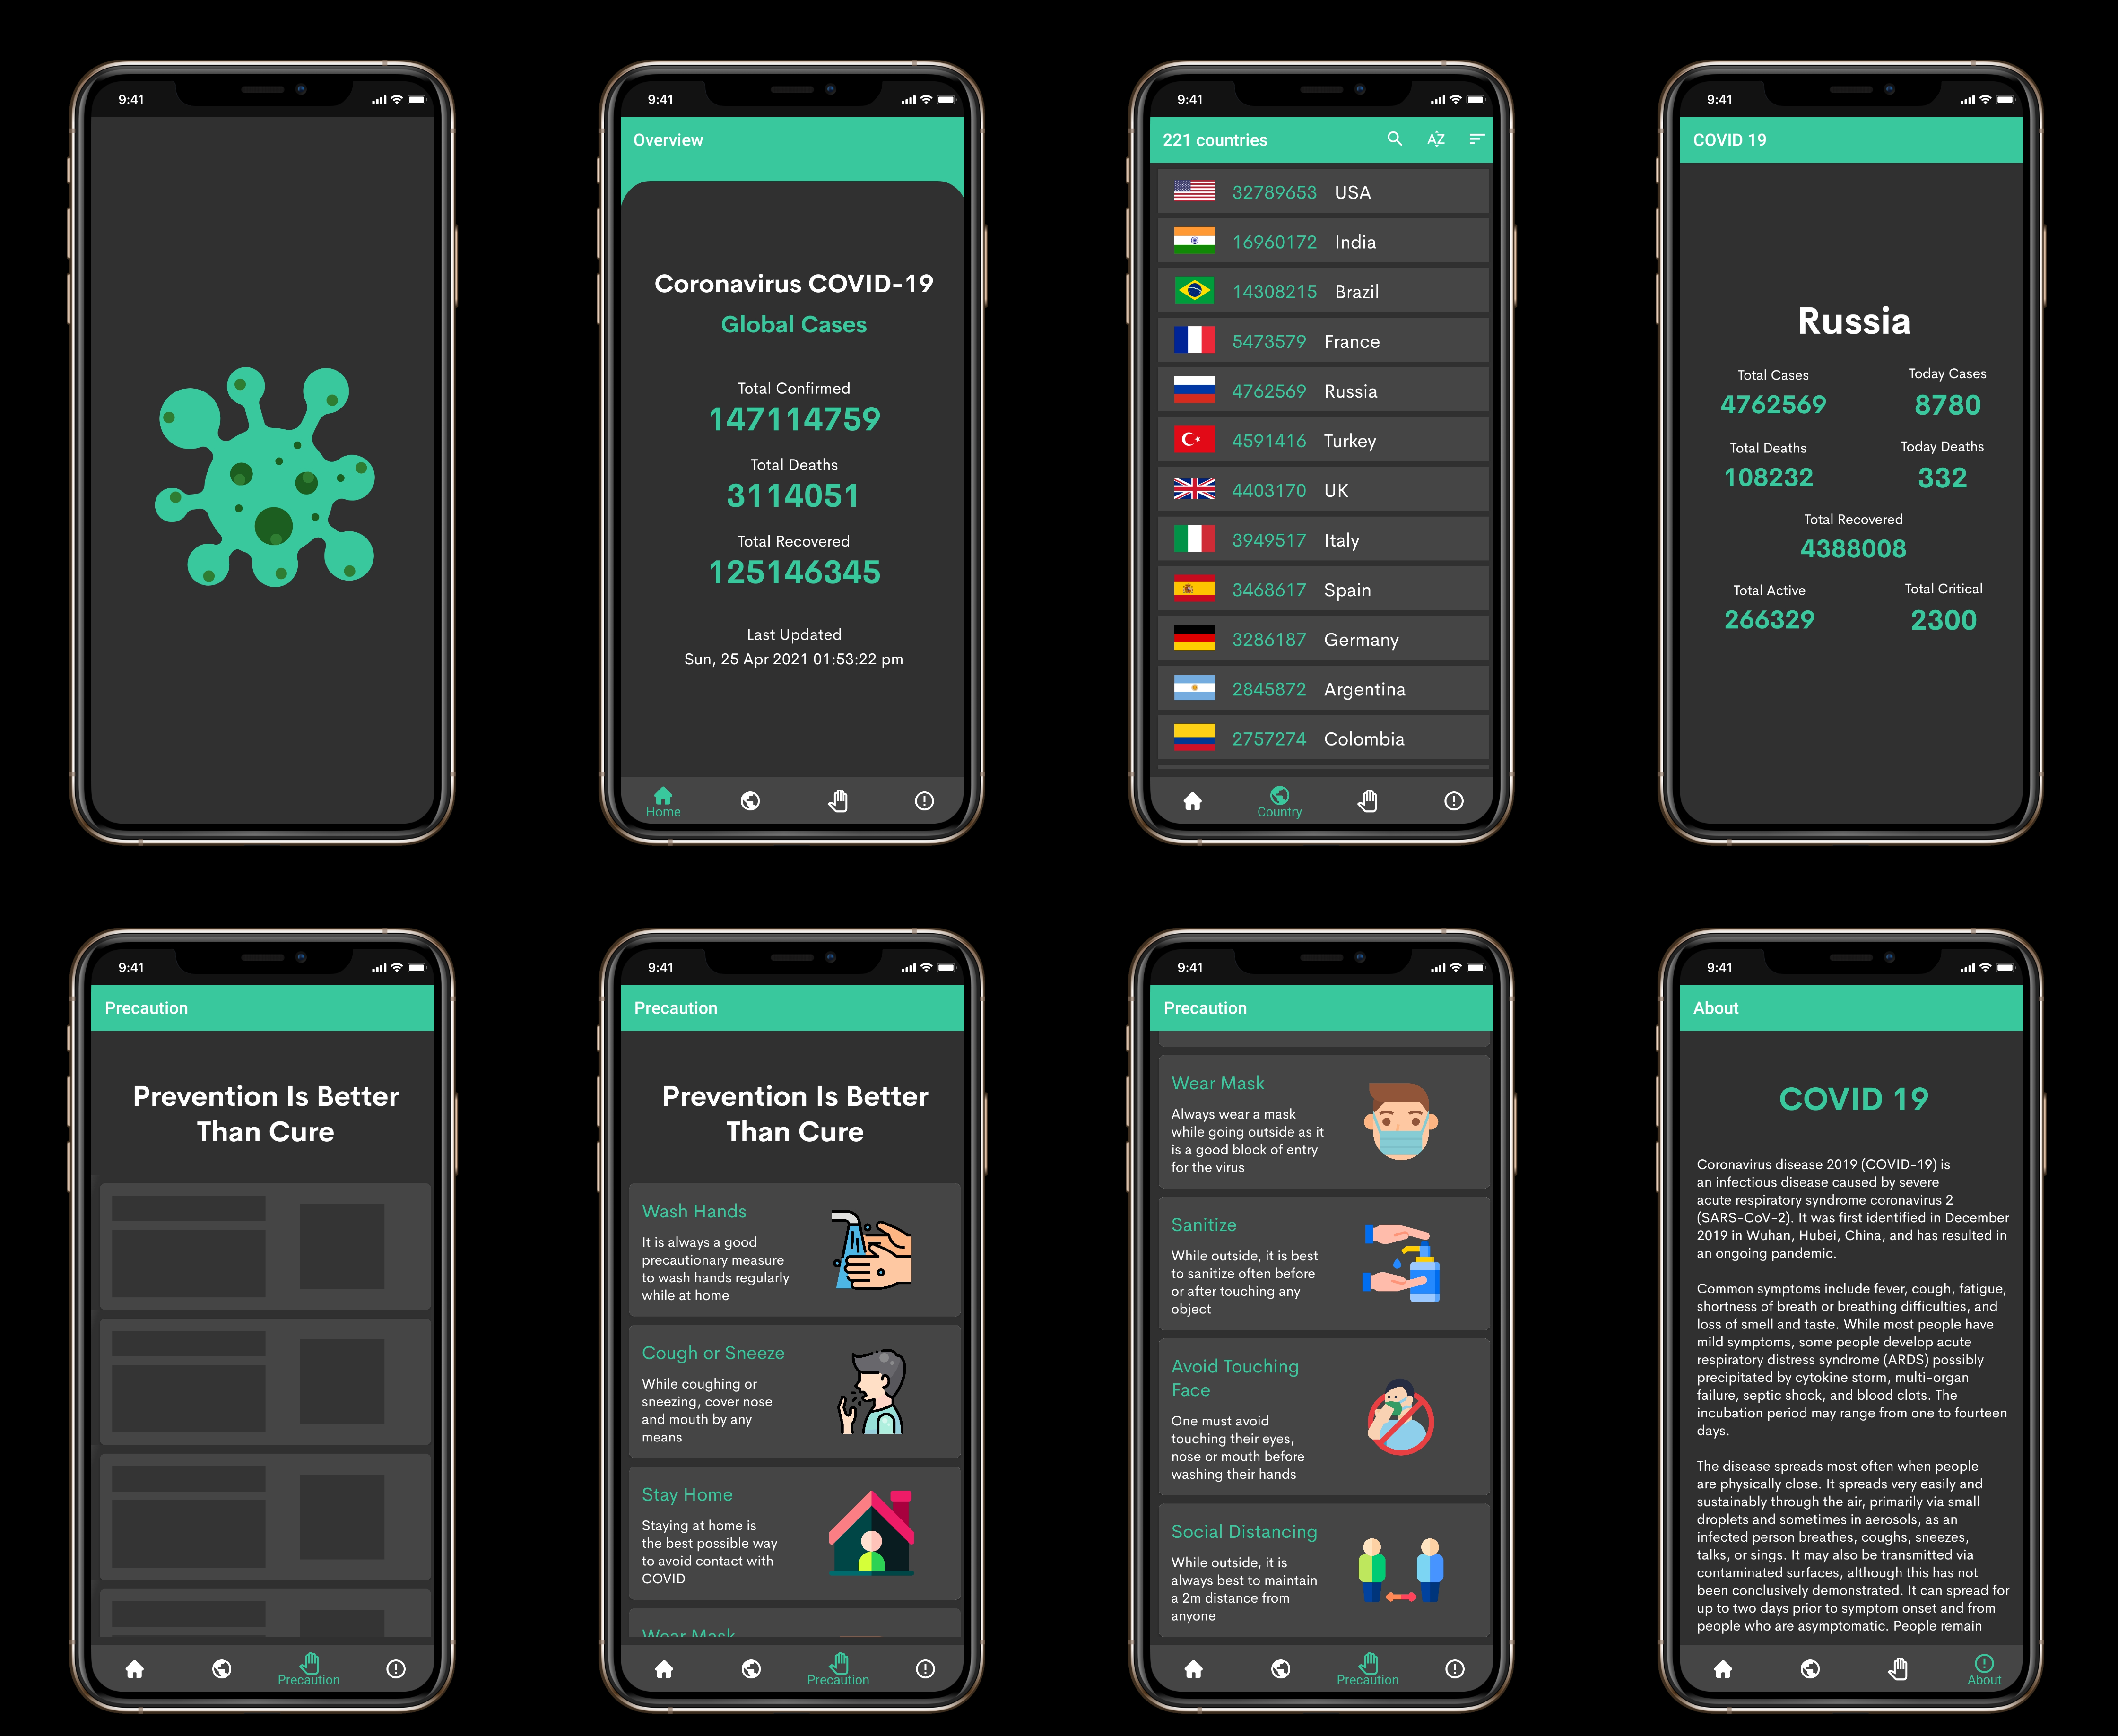 9:41
9:41
Overview
Coronavirus COVID-19
Global Cases
Total Confirmed
147114759
Total Deaths
3114051
Total Recovered
125146345
Last Updated
Sun, 25 Apr 2021 01:53:22 pm
Home
9:41
221 countries
AZ
32789653 USA
16960172 India
14308215 Brazil
5473579 France
4762569 Russia
4591416 Turkey
4403170 UK
3949517 Italy
3468617 Spain
3286187 Germany
2845872 Argentina
2757274 Colombia
Country
9:41
COVID 19
Russia
Total Cases Today Cases
4762569 8780
Total Deaths Today Deaths
108232 332
Total Recovered
4388008
Total Active Total Critical
266329 2300
9:41
Precaution
Prevention Is Better
Than Cure
Precaution
9:41
Precaution
Prevention Is Better
Than Cure
Wash Hands
It is always a good
precautionary measure
to wash hands regularly
while at home
Cough or Sneeze
While coughing or
sneezing, cover nose
and mouth by any
means
Stay Home
Staying at home is
the best possible way
to avoid contact with
COVID
Wear Mask
Precaution
9:41
Precaution
Wear Mask
Always wear a mask
while going outside as it
is a good block of entry
for the virus
Sanitize
While outside, it is best
to sanitize often before
or after touching any
object
Avoid Touching
Face
One must avoid
touching their eyes,
nose or mouth before
washing their hands
Social Distancing
While outside, it is
always best to maintain
a 2m distance from
anyone
Precaution
9:41
About
COVID 19
Coronavirus disease 2019 (COVID-19) is
an infectious disease caused by severe
acute respiratory syndrome coronavirus 2
(SARS-CoV-2). It was first identified in December
2019 in Wuhan, Hubei, China, and has resulted in
an ongoing pandemic.
Common symptoms include fever, cough, fatigue,
shortness of breath or breathing difficulties, and
loss of smell and taste. While most people have
mild symptoms, some people develop acute
respiratory distress syndrome (ARDS) possibly
precipitated by cytokine storm, multi-organ
failure, septic shock, and blood clots. The
incubation period may range from one to fourteen
days.
The disease spreads most often when people
are physically close. It spreads very easily and
sustainably through the air, primarily via small
droplets and sometimes in aerosols, as an
infected person breathes, coughs, sneezes,
talks, or sings. It may also be transmitted via
contaminated surfaces, although this has not
been conclusively demonstrated. It can spread for
up to two days prior to symptom onset and from
people who are asymptomatic. People remain
About